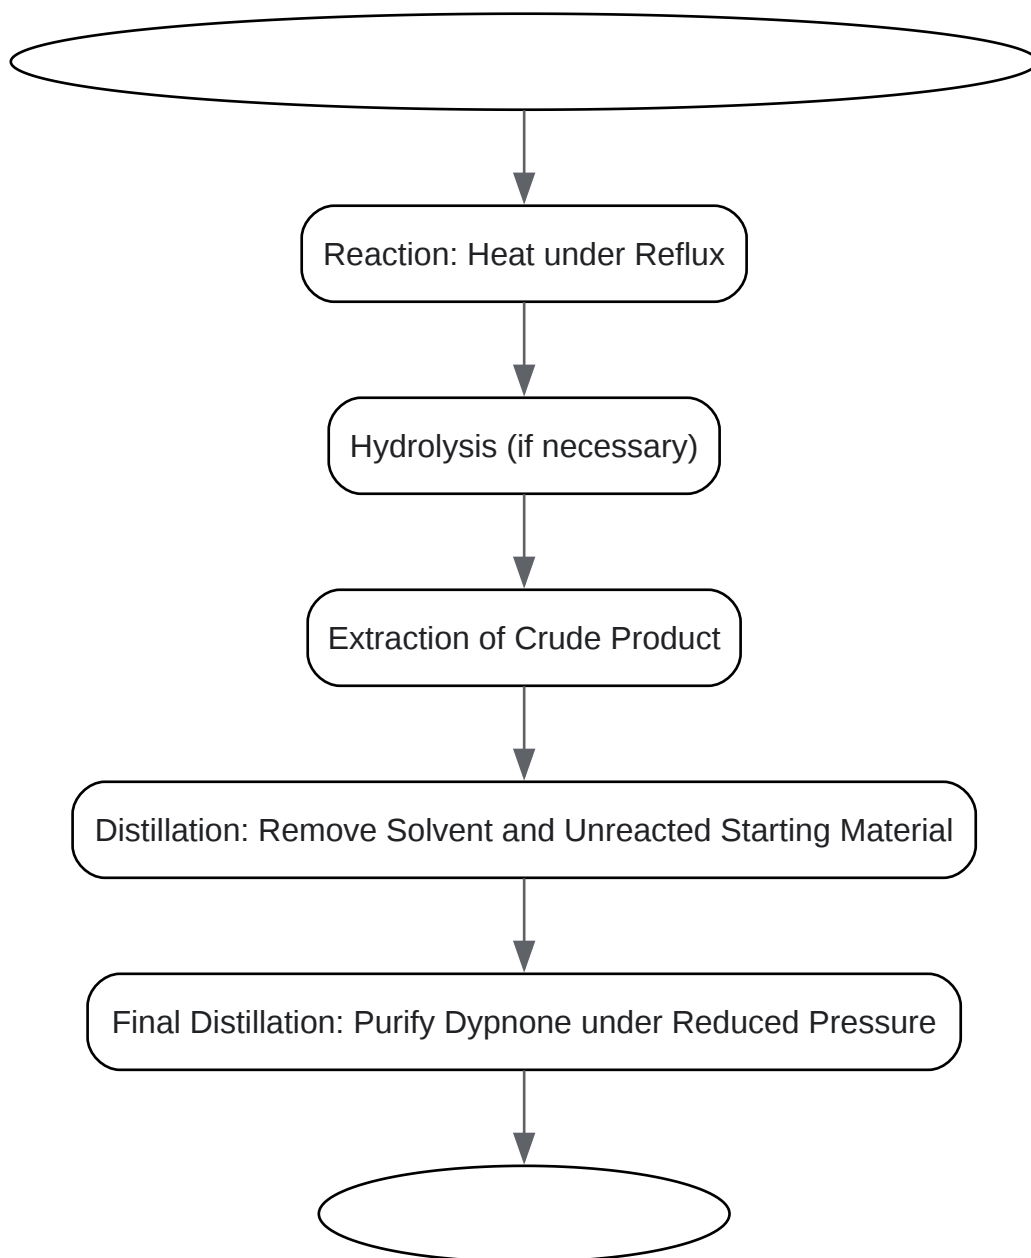 Reaction: Heat under Reflux
Hydrolysis (if necessary)
Extraction of Crude Product
Distillation: Remove Solvent and Unreacted Starting Material
Final Distillation: Purify Dypnone under Reduced Pressure